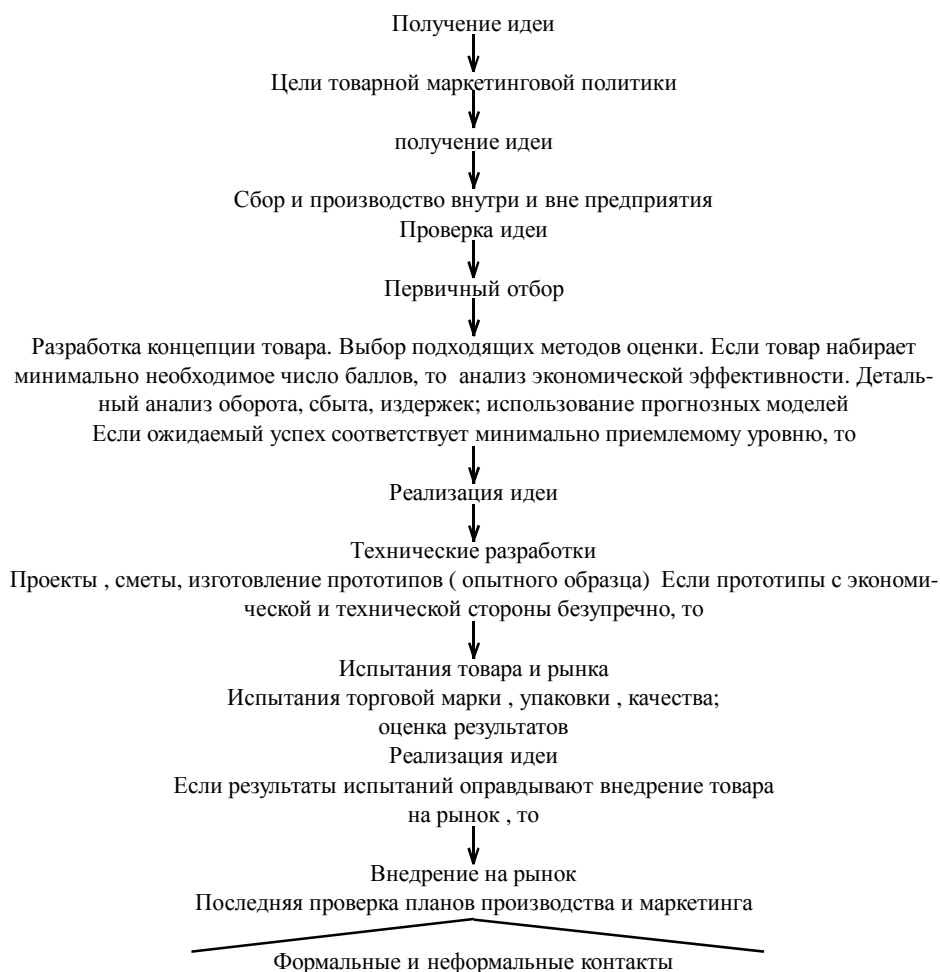 Получение идеи
Цели товарной маркетинговой политики
получение идеи
Сбор и производство внутри и вне предприятия
Проверка идеи
Первичный отбор
Разработка концепции товара. Выбор подходящих методов оценки. Если товар набирает
минимально необходимое число баллов, то  анализ экономической эффективности. Деталь-
ный анализ оборота, сбыта, издержек; использование прогнозных моделей
Если ожидаемый успех соответствует минимально приемлемому уровню, то
Реализация идеи
Технические разработки
Проекты , сметы, изготовление прототипов ( опытного образца)  Если прототипы с экономи-
ческой и технической стороны безупречно, то
Испытания товара и рынка
Испытания торговой марки , упаковки , качества;
оценка результатов
Реализация идеи
Если результаты испытаний оправдывают внедрение товара
на рынок , то
Внедрение на рынок
Последняя проверка планов производства и маркетинга
Формальные и неформальные контакты